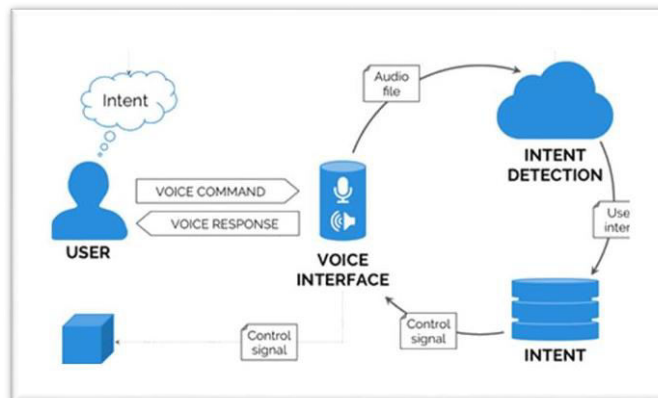 Intent
Audio
file
INTENT
DETECTION
VOICE COMMAND
VOICE RESPONSE
USER
VOICE
INTERFACE
Control
signal
Control
signal
INTENT